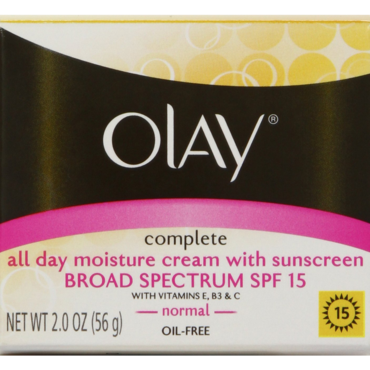 OLAY®
complete
all day moisture cream with sunscreen
BROAD SPECTRUM SPF 15
WITH VITAMINS E, B3 & C
normal
15
NET WT 2.0 OZ (56 g)
OIL-FREE